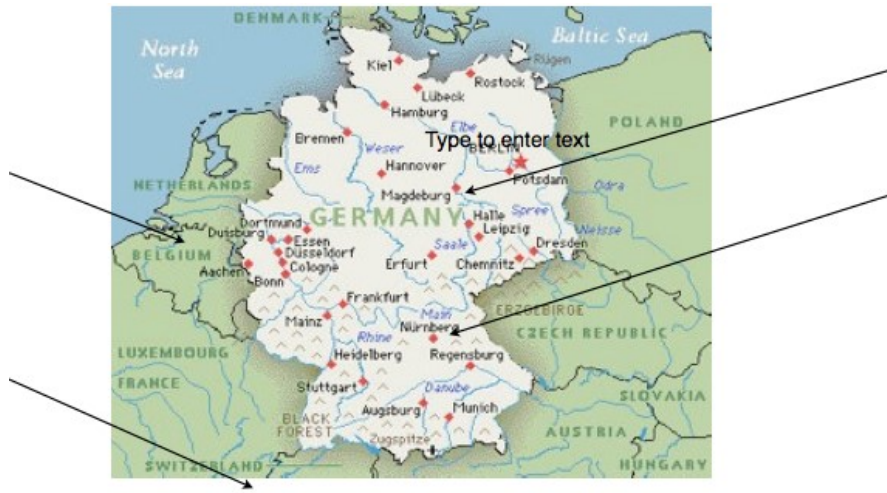 DENMARK
North
Sea
Baltic Sea
Rügen
Kiel
Rostock
Lübeck
Hamburg
POLAND
Elbe
Type to enter text
Bremen
BERLIN
Weser
Ems
Hannover
Potsdam
NETHERLANDS
Magdeburg
Odra
GERMANY
Halle
Spree
Dortmund
Neisse
Duisburg
Essen
Leipzig
Saale
Dresden
BELGIUM
Düsseldorf
Erfurt
Chemnitz
Aachen
Cologne
Bonn
Frankfurt
ERZGEBIRGE
Mainz
Main
Nürnberg
CZECH REPUBLIC
Rhine
LUXEMBOURG
Heidelberg
Regensburg
FRANCE
Stuttgart
Danube
SLOVAKIA
Augsburg
Munich
BLACK
FOREST
AUSTRIA
Zugspitze
SWITZERLAND
HUNGARY